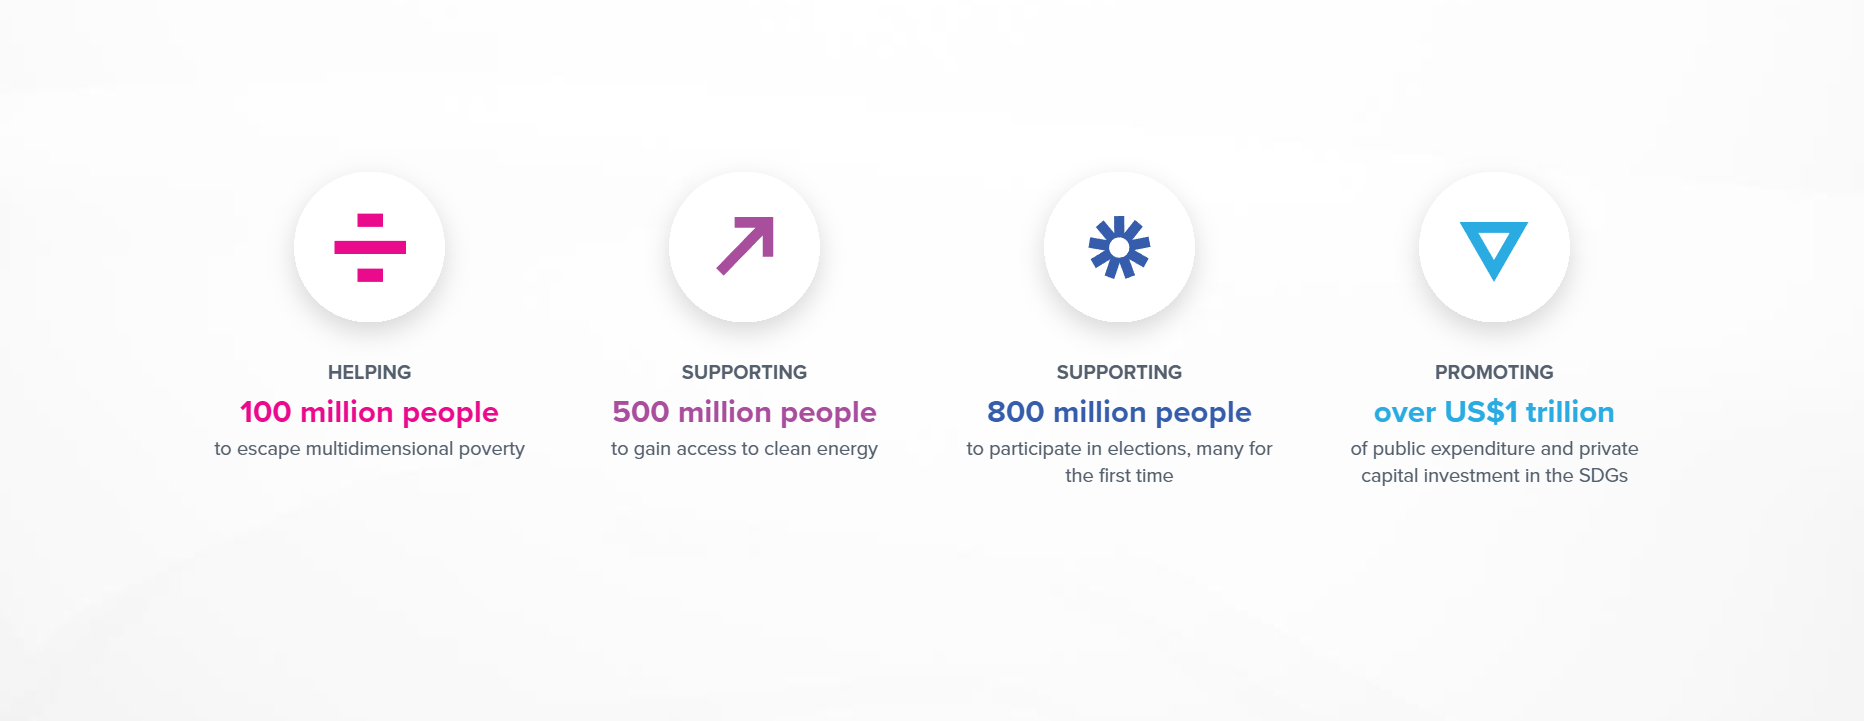 HELPING
100 million people
to escape multidimensional poverty
SUPPORTING
500 million people
to gain access to clean energy
SUPPORTING
800 million people
to participate in elections, many for
the first time
PROMOTING
over US$1 trillion
of public expenditure and private
capital investment in the SDGs